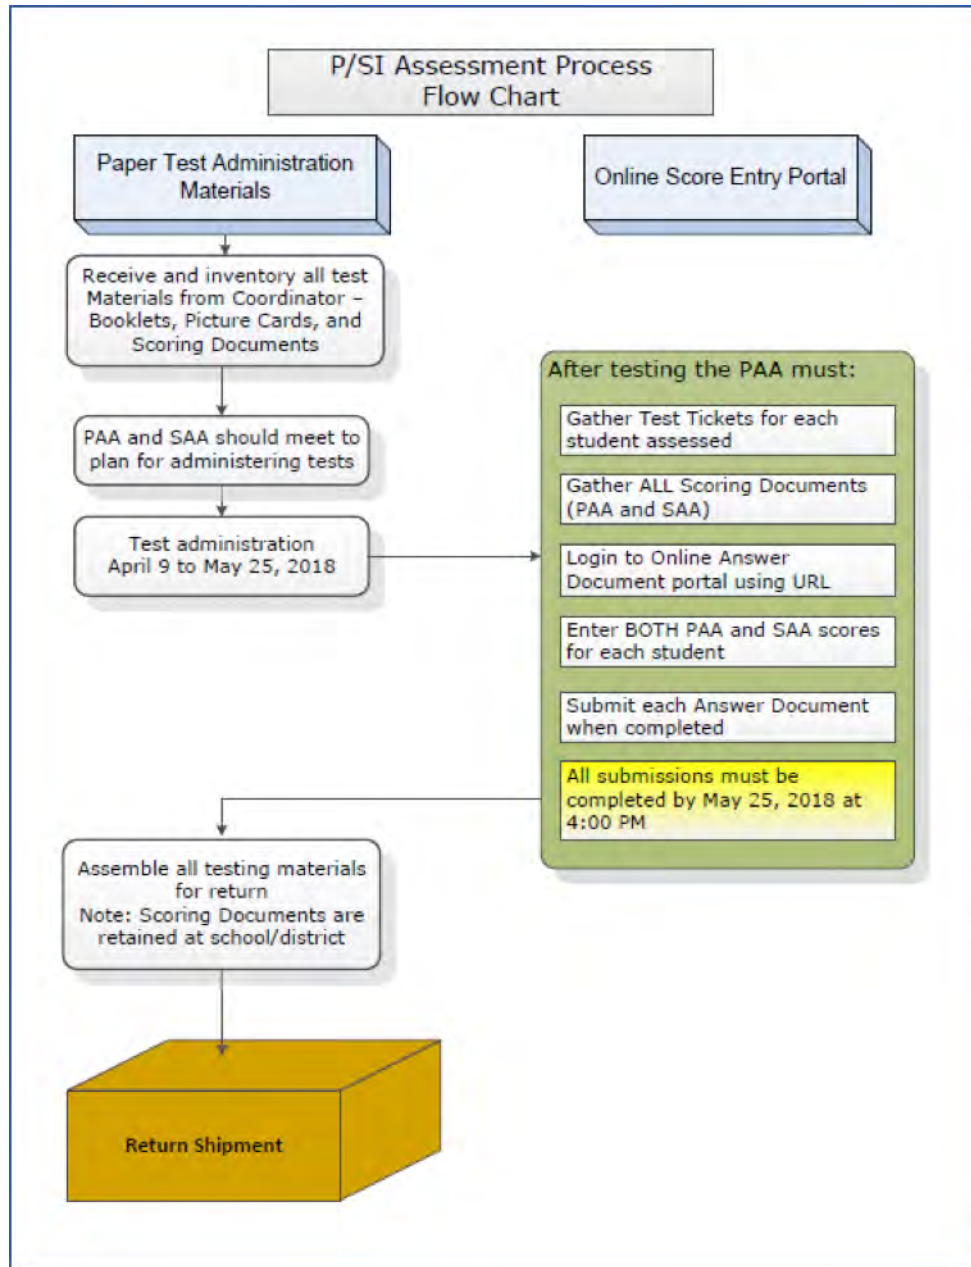 P/SI Assessment Process
Flow Chart
Paper Test Administration
Materials
Online Score Entry Portal
Receive and inventory all test
Materials from Coordinator –
Booklets, Picture Cards, and
Scoring Documents
PAA and SAA should meet to
plan for administering tests
Test administration
April 9 to May 25, 2018
After testing the PAA must:
Gather Test Tickets for each
student assessed
Gather ALL Scoring Documents
(PAA and SAA)
Login to Online Answer
Document portal using URL
Enter BOTH PAA and SAA scores
for each student
Submit each Answer Document
when completed
All submissions must be
completed by May 25, 2018 at
4:00 PM
Assemble all testing materials
for return
Note: Scoring Documents are
retained at school/district
Return Shipment